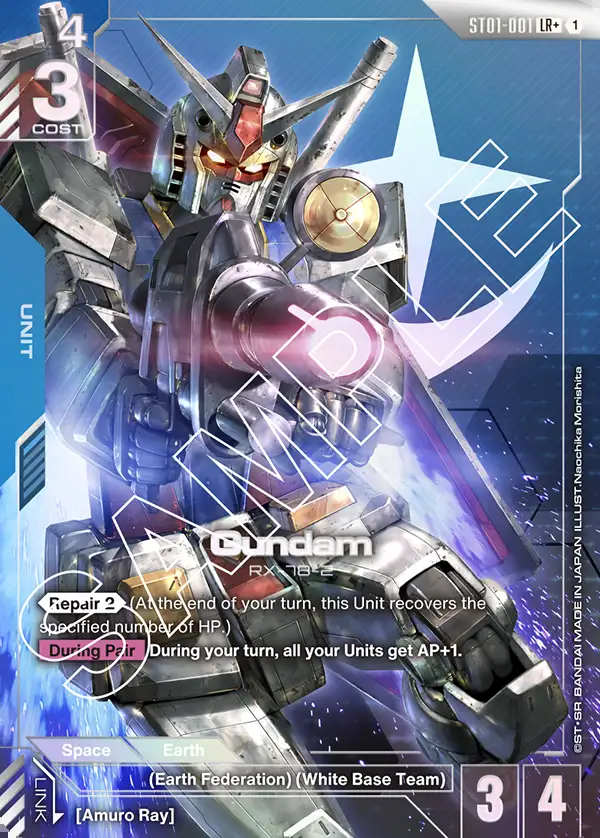 ST01-001 LR+ 1
4
3
COST
UNIT
SAMPLE
Gundam
RX-78-2
Repair 2 (At the end of your turn, this Unit recovers the
specified number of HP.)
During Pair During your turn, all your Units get AP+1.
Space Earth
(Earth Federation) (White Base Team)
LINK
[Amuro Ray]
3 4
©ST・SR BANDAI MADE IN JAPAN ILLUST.Naochika Morishita